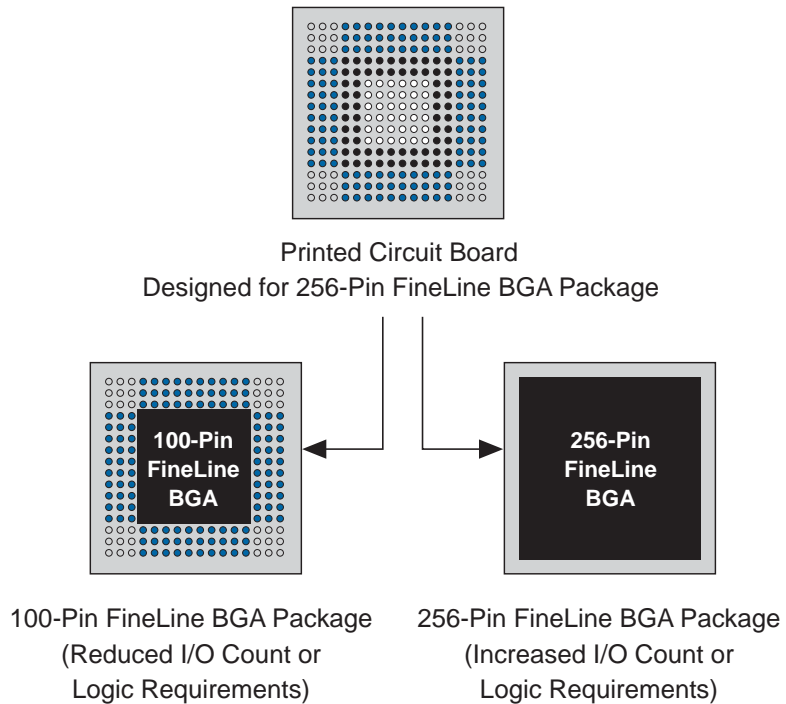 Printed Circuit Board
Designed for 256-Pin FineLine BGA Package
100-Pin
FineLine
BGA
256-Pin
FineLine
BGA
100-Pin FineLine BGA Package
(Reduced I/O Count or
Logic Requirements)
256-Pin FineLine BGA Package
(Increased I/O Count or
Logic Requirements)